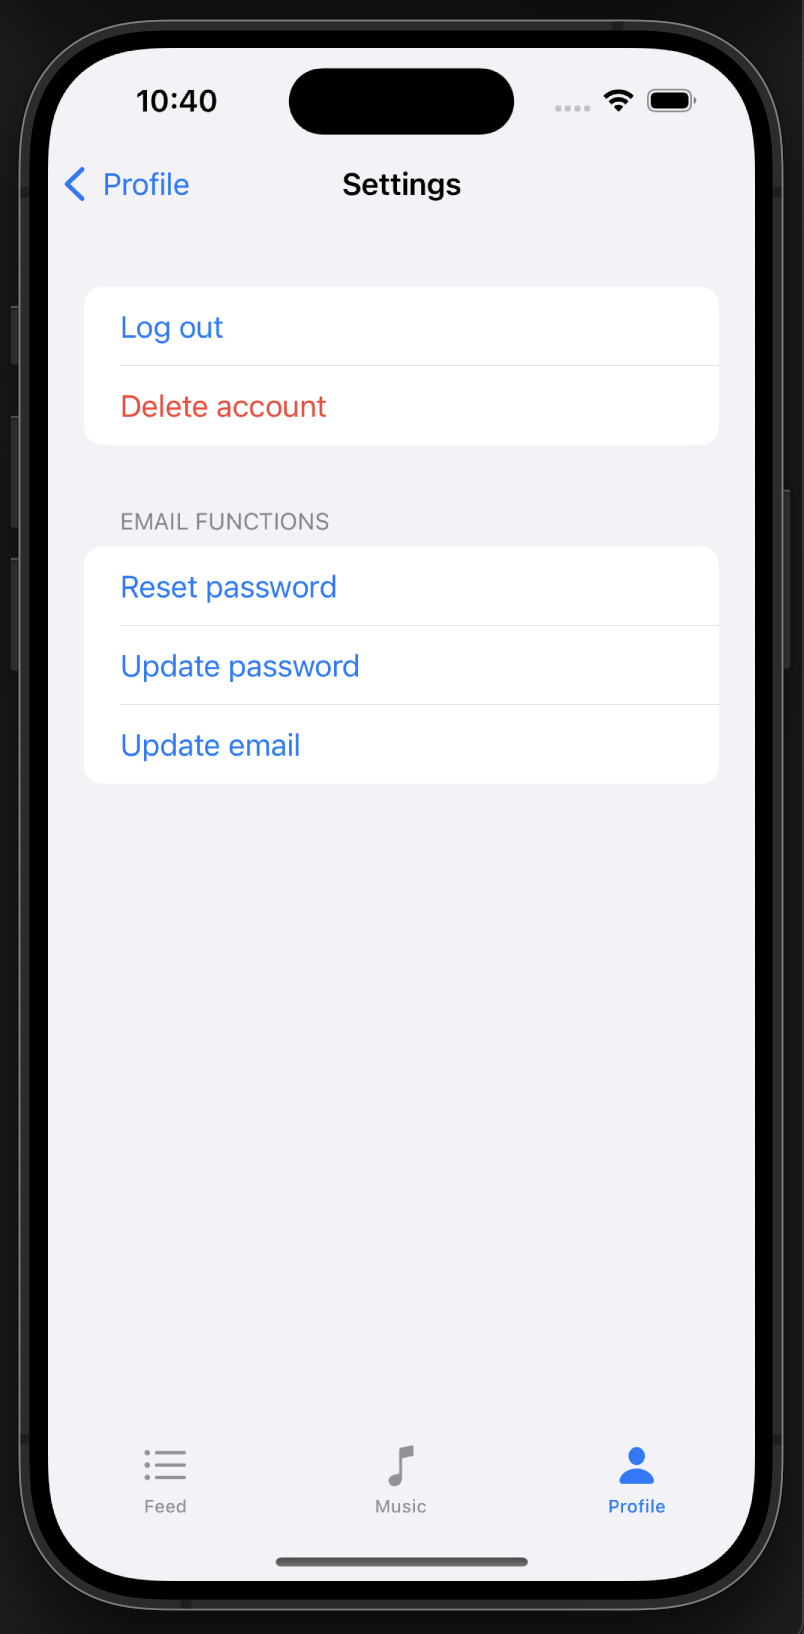 10:40
Profile
Settings
Log out
Delete account
EMAIL FUNCTIONS
Reset password
Update password
Update email
Feed
Music
Profile